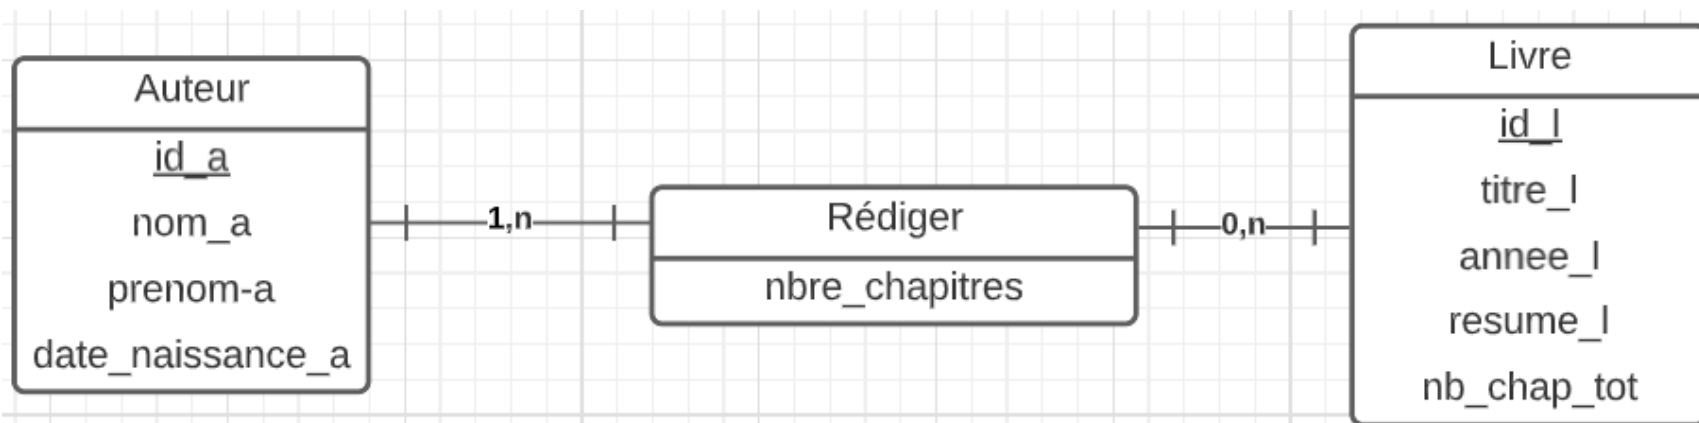 Auteur
id_a
nom_a
prenom-a
date_naissance_a
1,n
Rédiger
nbre_chapitres
0,n
Livre
id_l
titre_l
annee_l
resume_l
nb_chap_tot